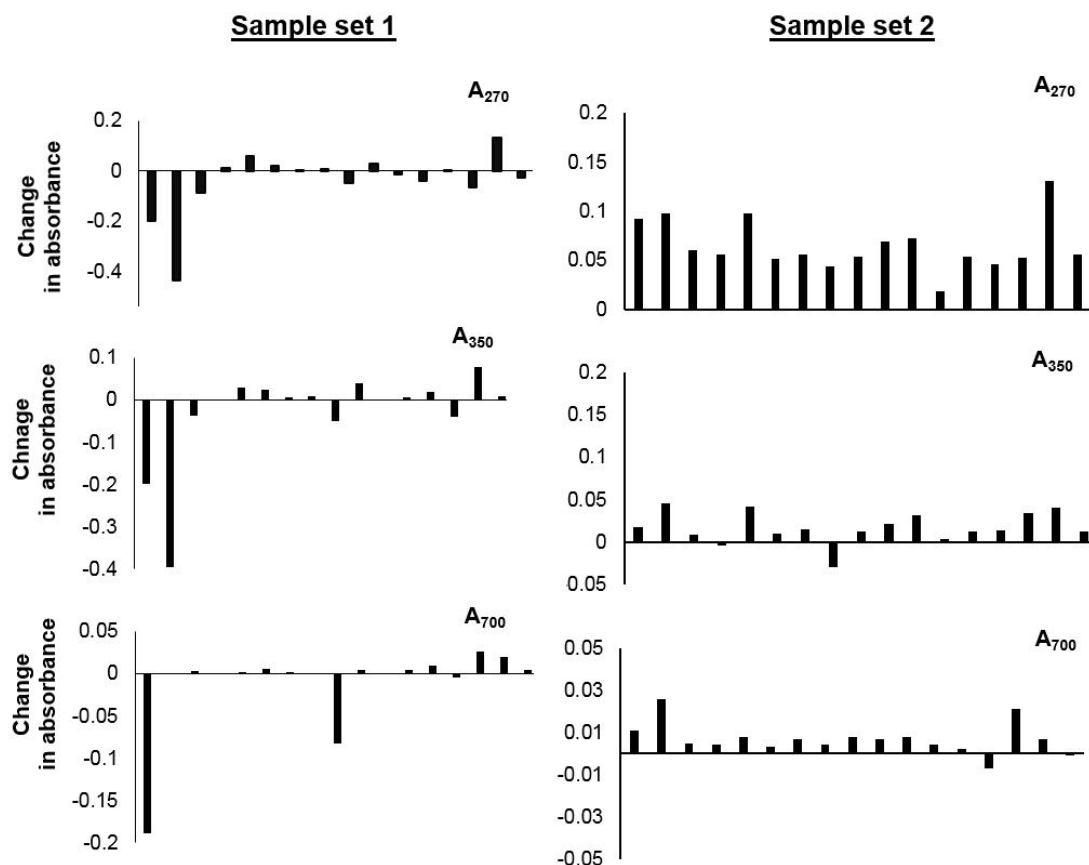 Sample set 1
Sample set 2
A270
0.2
0
-0.2
-0.4
Change
in absorbance
A270
0.2
0.15
0.1
0.05
0
A350
0.1
0
-0.1
-0.2
-0.3
-0.4
Chnage
in absorbance
A350
0.2
0.15
0.1
0.05
0
0.05
A700
0.05
0
-0.05
-0.1
-0.15
-0.2
Change
in absorbance
A700
0.05
0.03
0.01
-0.01
-0.03
-0.05